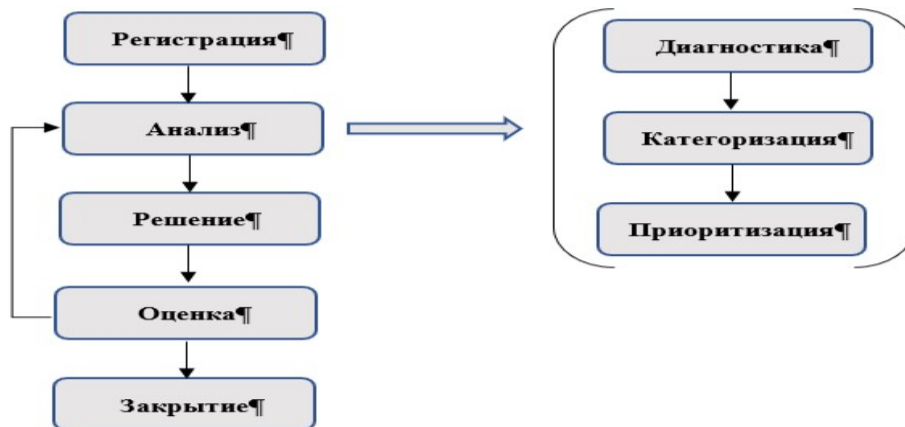 Регистрация¶
Анализ¶
Решение¶
Оценка¶
Закрытие¶
Диагностика¶
Категоризация¶
Приоритизация¶